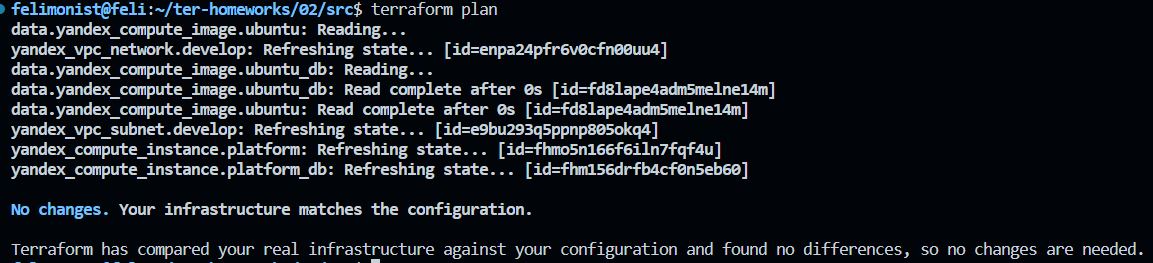 felimonist@feli:~/ter-homeworks/02/src$ terraform plan
data.yandex_compute_image.ubuntu: Reading...
yandex_vpc_network.develop: Refreshing state... [id=enpa24pfr6v0cfn00uu4]
data.yandex_compute_image.ubuntu_db: Reading...
data.yandex_compute_image.ubuntu_db: Read complete after 0s [id=fd8lape4adm5melne14m]
data.yandex_compute_image.ubuntu: Read complete after 0s [id=fd8lape4adm5melne14m]
yandex_vpc_subnet.develop: Refreshing state... [id=e9bu293q5ppnp805okq4]
yandex_compute_instance.platform: Refreshing state... [id=fhmo5n166f6iln7fqf4u]
yandex_compute_instance.platform_db: Refreshing state... [id=fhm156drfb4cf0n5eb60]
No changes. Your infrastructure matches the configuration.
Terraform has compared your real infrastructure against your configuration and found no differences, so no changes are needed.